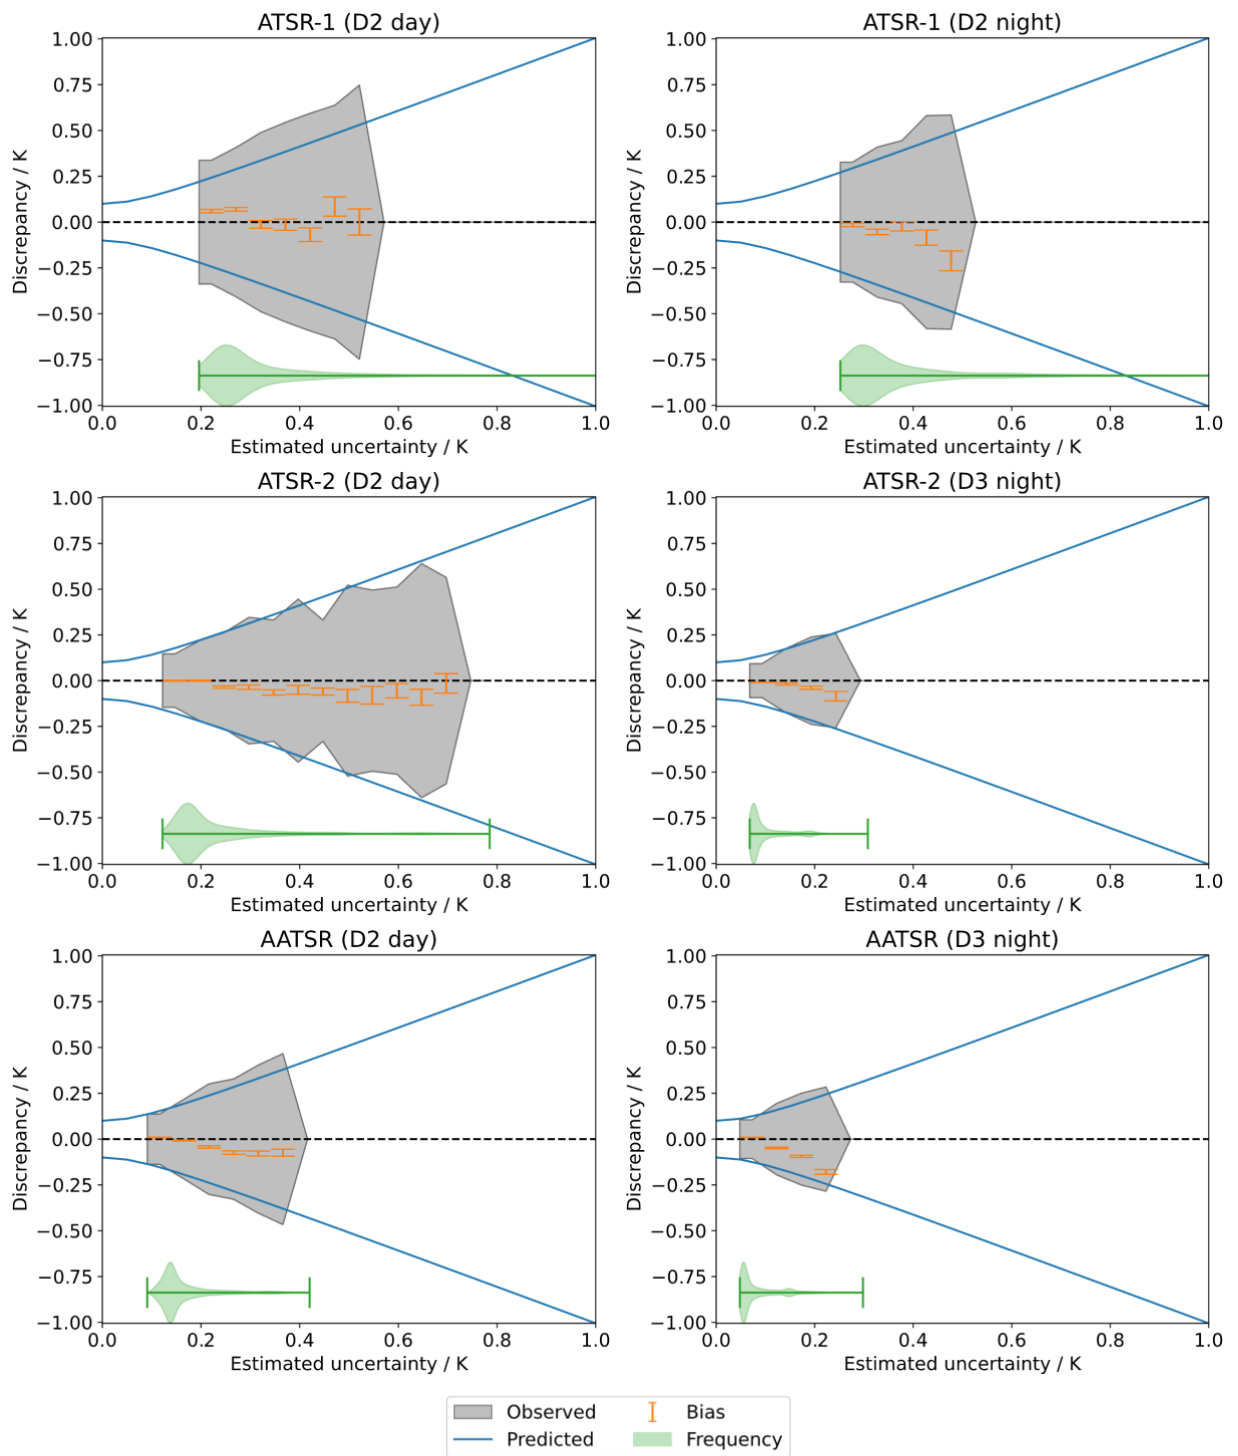 ATSR-1 (D2 day)
1.00
0.75
0.50
0.25
0.00
−0.25
−0.50
−0.75
−1.00
Discrepancy / K
0.0 0.2 0.4 0.6 0.8 1.0
Estimated uncertainty / K
ATSR-1 (D2 night)
1.00
0.75
0.50
0.25
0.00
−0.25
−0.50
−0.75
−1.00
Discrepancy / K
0.0 0.2 0.4 0.6 0.8 1.0
Estimated uncertainty / K
ATSR-2 (D2 day)
1.00
0.75
0.50
0.25
0.00
−0.25
−0.50
−0.75
−1.00
Discrepancy / K
0.0 0.2 0.4 0.6 0.8 1.0
Estimated uncertainty / K
ATSR-2 (D3 night)
1.00
0.75
0.50
0.25
0.00
−0.25
−0.50
−0.75
−1.00
Discrepancy / K
0.0 0.2 0.4 0.6 0.8 1.0
Estimated uncertainty / K
AATSR (D2 day)
1.00
0.75
0.50
0.25
0.00
−0.25
−0.50
−0.75
−1.00
Discrepancy / K
0.0 0.2 0.4 0.6 0.8 1.0
Estimated uncertainty / K
AATSR (D3 night)
1.00
0.75
0.50
0.25
0.00
−0.25
−0.50
−0.75
−1.00
Discrepancy / K
0.0 0.2 0.4 0.6 0.8 1.0
Estimated uncertainty / K
Observed Bias
Predicted Frequency